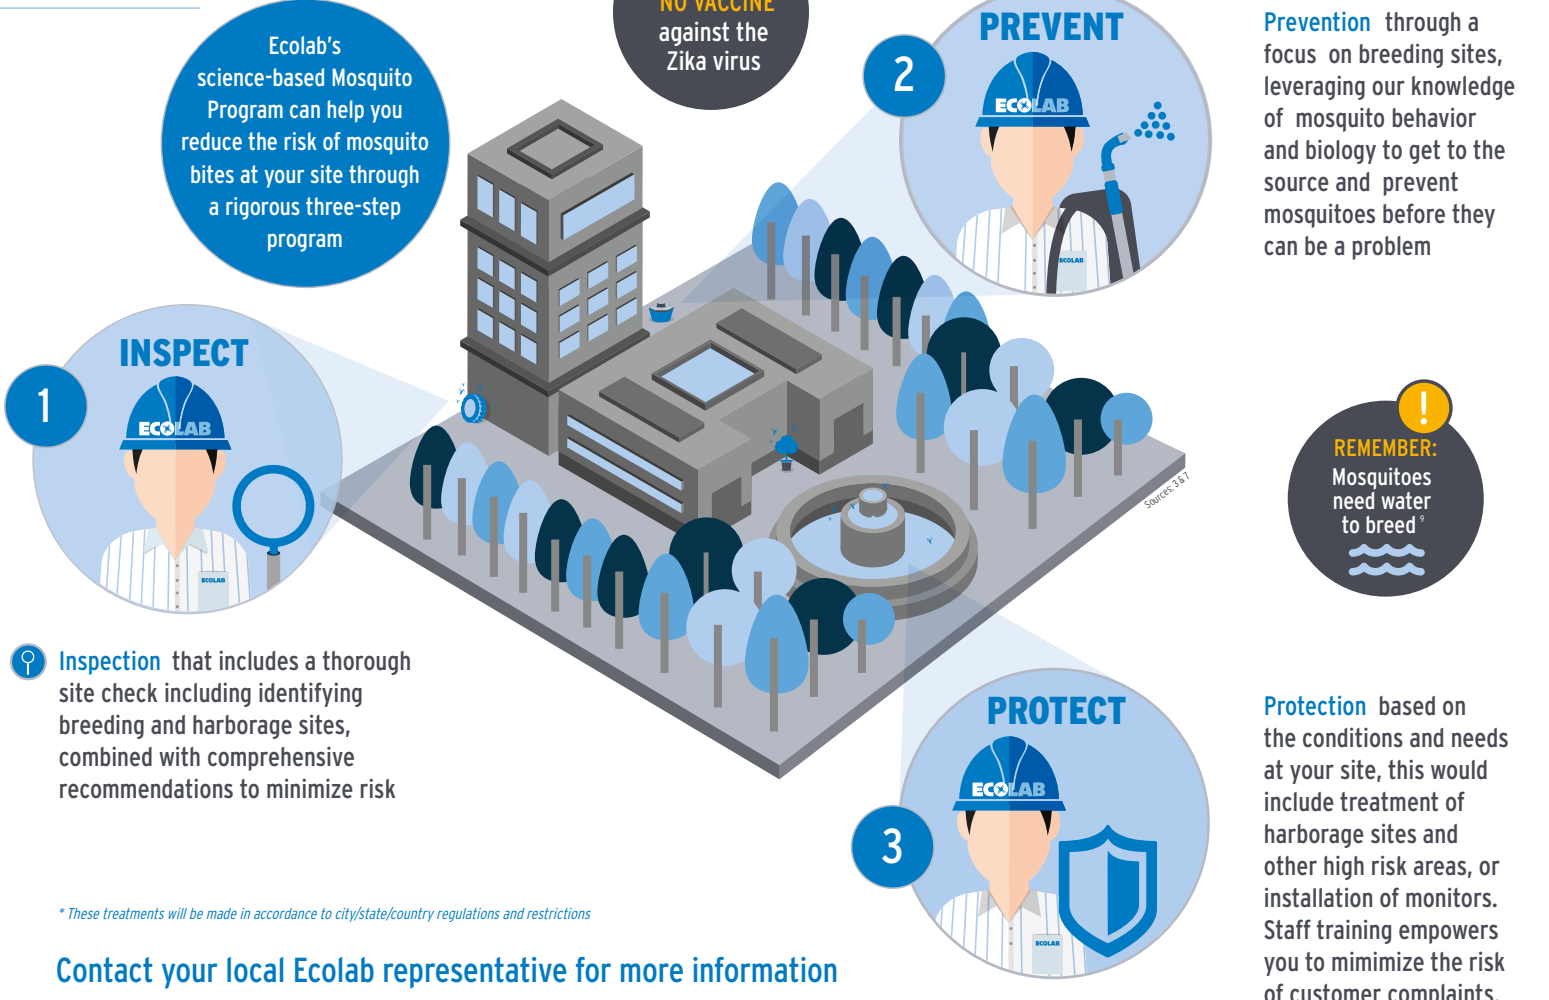 Ecolab's
science-based Mosquito
Program can help you
reduce the risk of mosquito
bites at your site through
a rigorous three-step
program
NO VACCINE
against the
Zika virus
2
PREVENT
ECOLAB
ECOLAB
Prevention through a
focus on breeding sites,
leveraging our knowledge
of mosquito behavior
and biology to get to the
source and prevent
mosquitoes before they
can be a problem
1
INSPECT
ECOLAB
ECOLAB
Sources: 3 & 7
!
REMEMBER:
Mosquitoes
need water
to breed 9
Inspection that includes a thorough
site check including identifying
breeding and harborage sites,
combined with comprehensive
recommendations to minimize risk
3
PROTECT
ECOLAB
ECOLAB
Protection based on
the conditions and needs
at your site, this would
include treatment of
harborage sites and
other high risk areas, or
installation of monitors.
Staff training empowers
you to mimimize the risk
of customer complaints.
* These treatments will be made in accordance to city/state/country regulations and restrictions
Contact your local Ecolab representative for more information